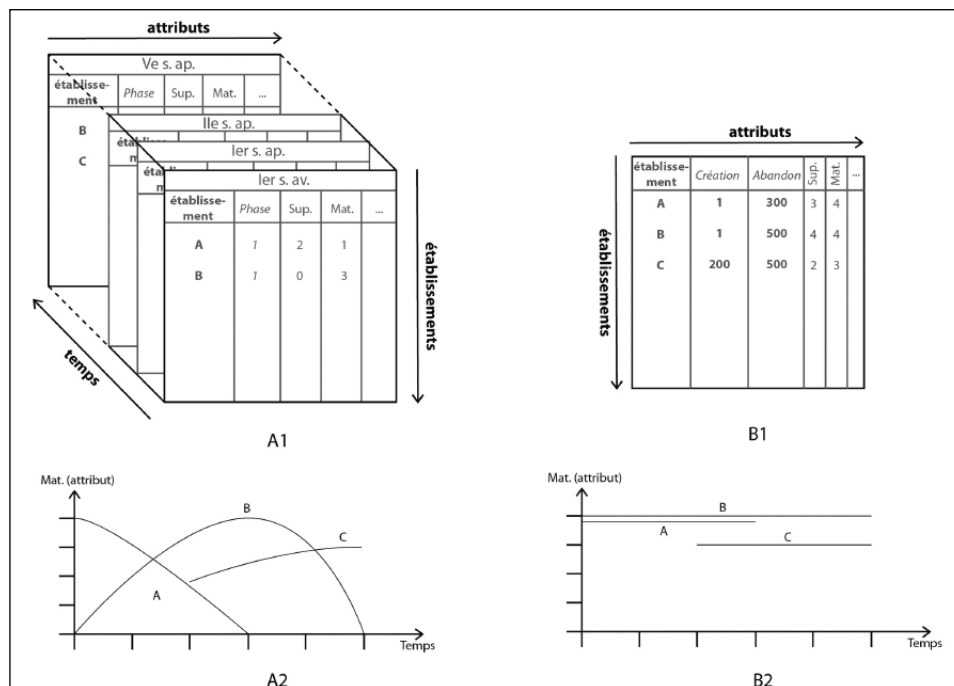 attributs
Ve s. ap.
établisse-
ment Phase Sup. Mat. ...
B
C
IIe s. ap.
établisse
m
Ier s. ap.
établi
m
Ier s. av.
établisse-
ment Phase Sup. Mat. ...
A 1 2 1
B 1 0 3
établissements
temps
A1
attributs
établisse-
ment Création Abandon Sup. Mat. ...
A 1 300 3 4
B 1 500 4 4
C 200 500 2 3
établissements
B1
Mat. (attribut)
B
C
A
Temps
A2
Mat. (attribut)
B
A
C
Temps
B2